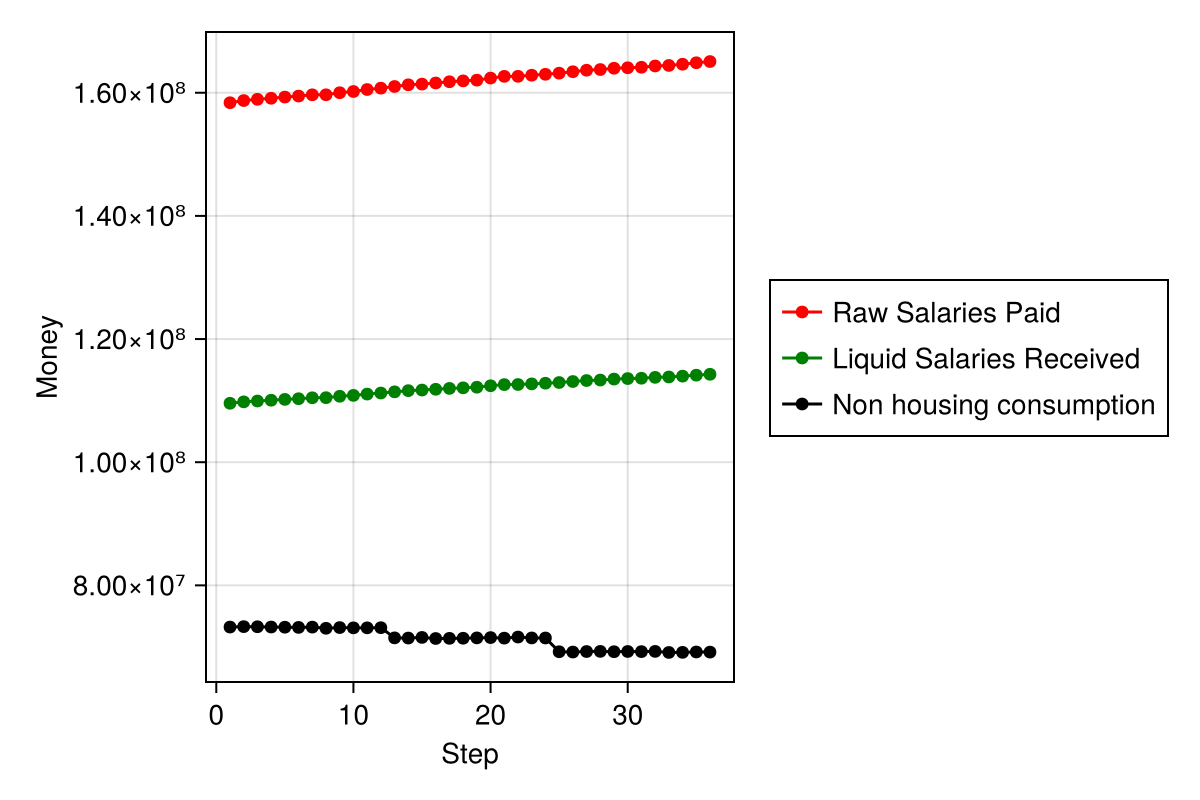 1.60×10⁸
1.40×10⁸
1.20×10⁸
1.00×10⁸
8.00×10⁷
Money
0 10 20 30
Step
Raw Salaries Paid
Liquid Salaries Received
Non housing consumption